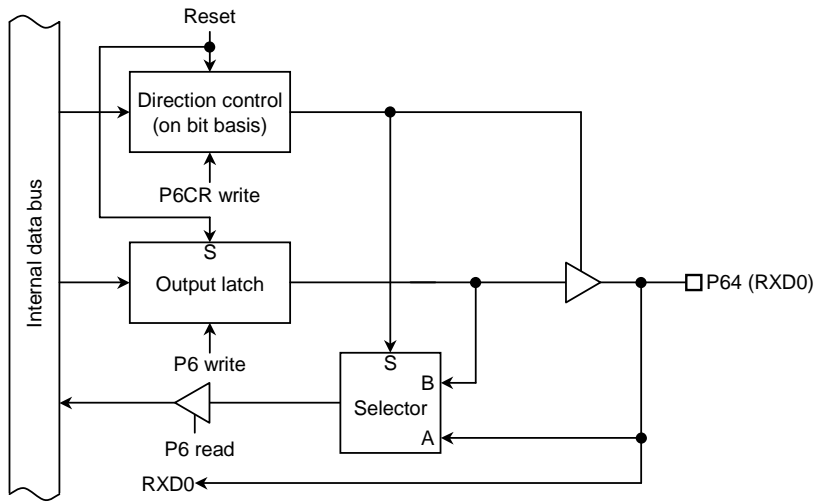 Reset
Direction control
(on bit basis)
P6CR write
Internal data bus
S
Output latch
P64 (RXD0)
P6 write
S
B
Selector
A
P6 read
RXD0